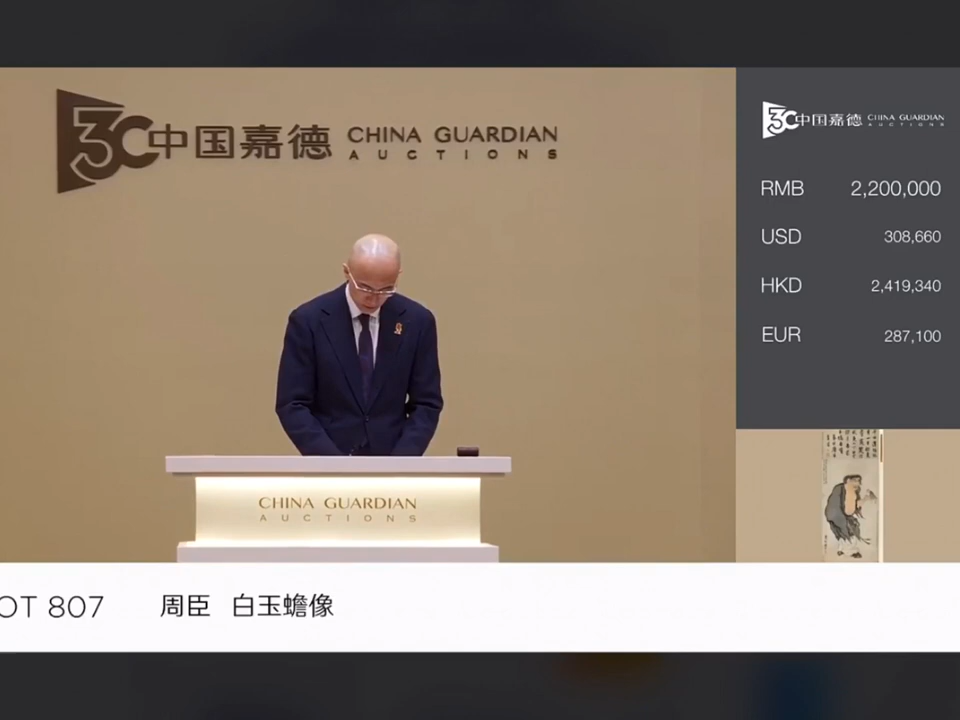 30 中国嘉德 CHINA GUARDIAN
AUCTIONS
CHINA GUARDIAN
AUCTIONS
30 中国嘉德 CHINA GUARDIAN
AUCTIONS
RMB 2,200,000
USD 308,660
HKD 2,419,340
EUR 287,100
OT 807 周臣 白玉蟾像